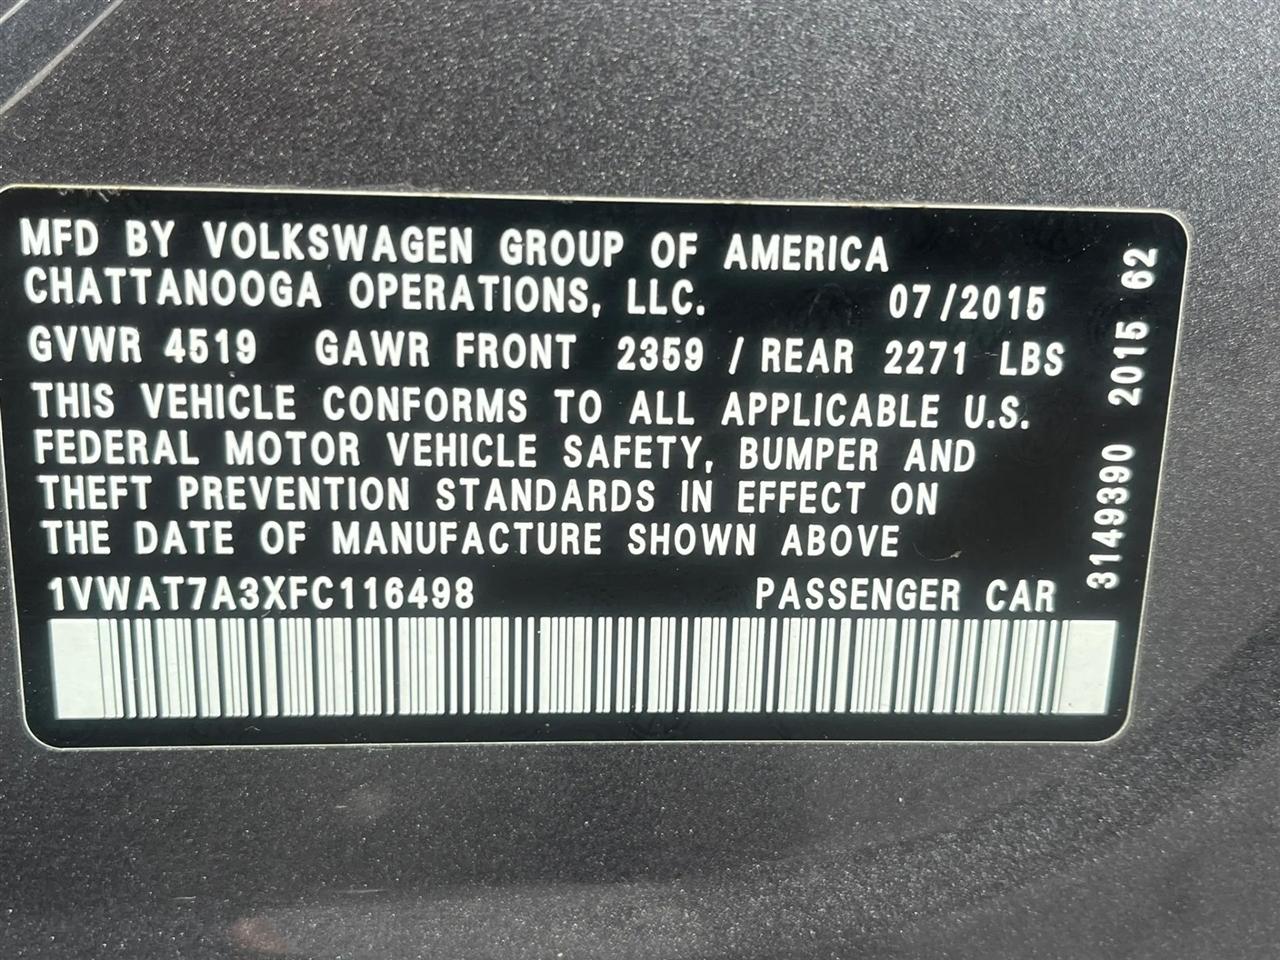 MFD BY VOLKSWAGEN GROUP OF AMERICA
CHATTANOOGA OPERATIONS, LLC. 07/2015
GVWR 4519 GAWR FRONT 2359 / REAR 2271 LBS
THIS VEHICLE CONFORMS TO ALL APPLICABLE U.S.
FEDERAL MOTOR VEHICLE SAFETY, BUMPER AND
THEFT PREVENTION STANDARDS IN EFFECT ON
THE DATE OF MANUFACTURE SHOWN ABOVE
1VWAT7A3XFC116498 PASSENGER CAR
3149390 2015 62